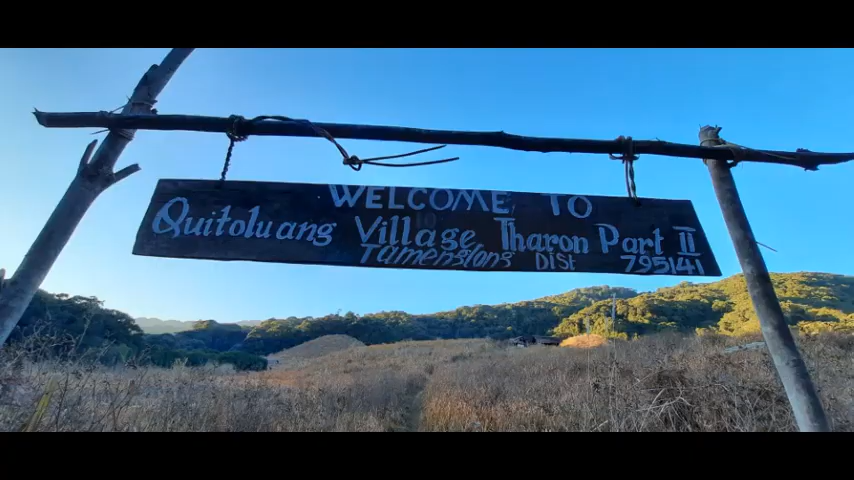 WELCOME TO
Quitoluang Village Tharon Part II
Tamenglong Dist 795141